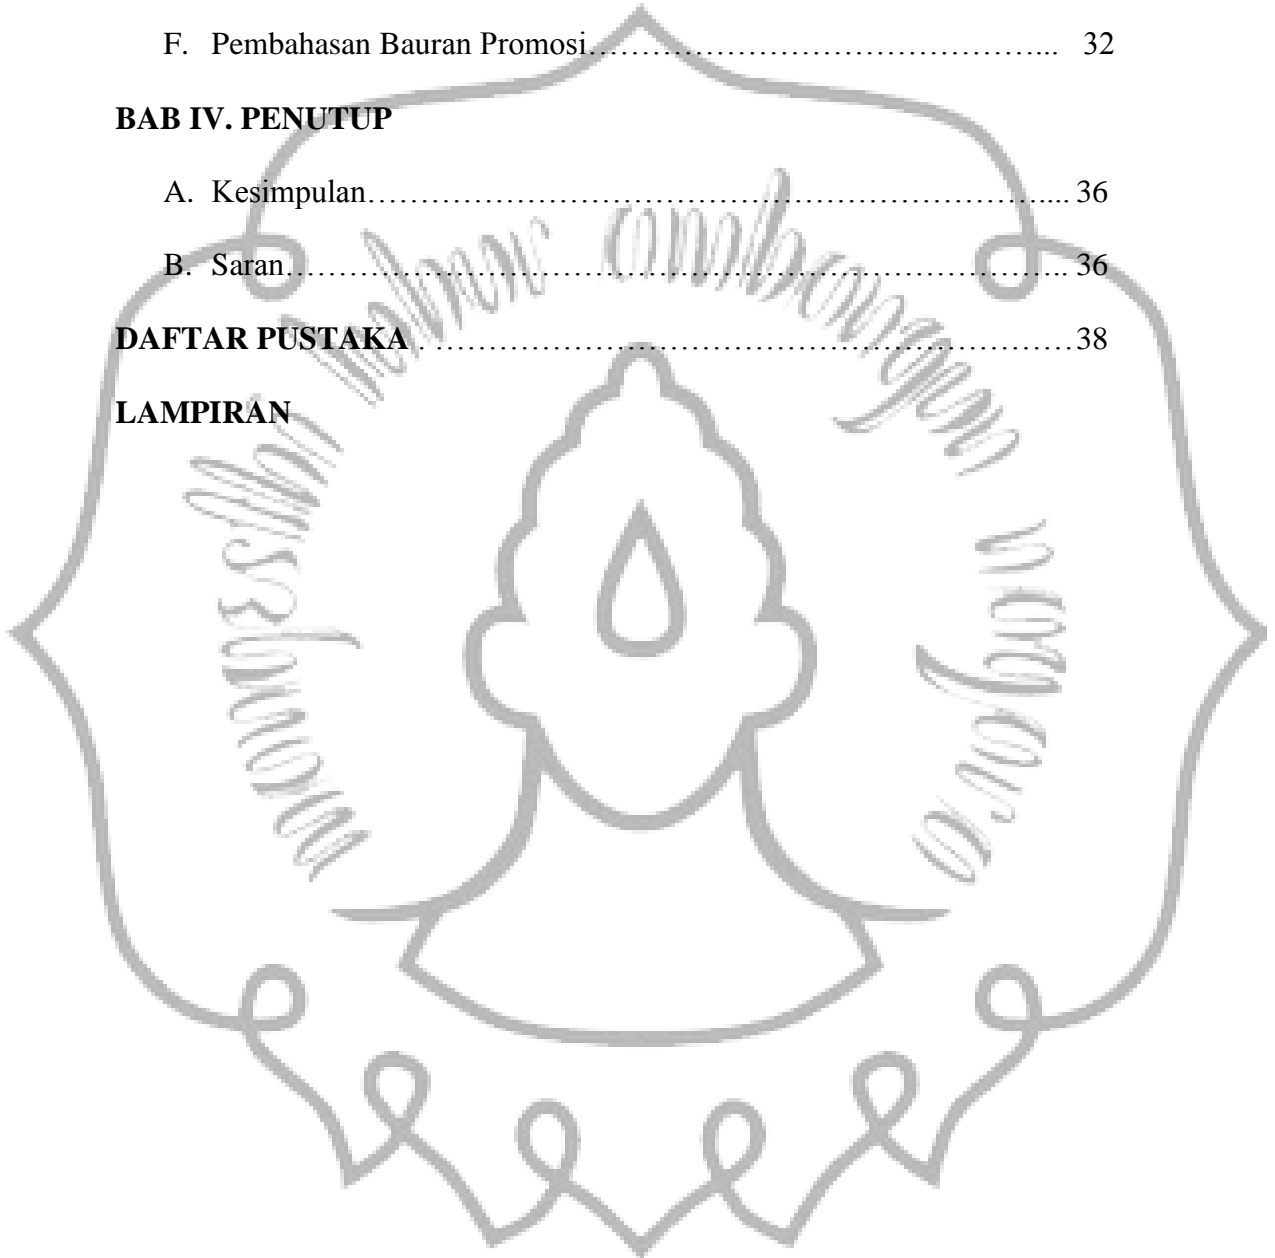 F. Pembahasan Bauran Promosi…………………………………... 32
BAB IV. PENUTUP
A. Kesimpulan………………………………………………………... 36
B. Saran………………………………………………………………. 36
DAFTAR PUSTAKA………………………………………………………38
LAMPIRAN